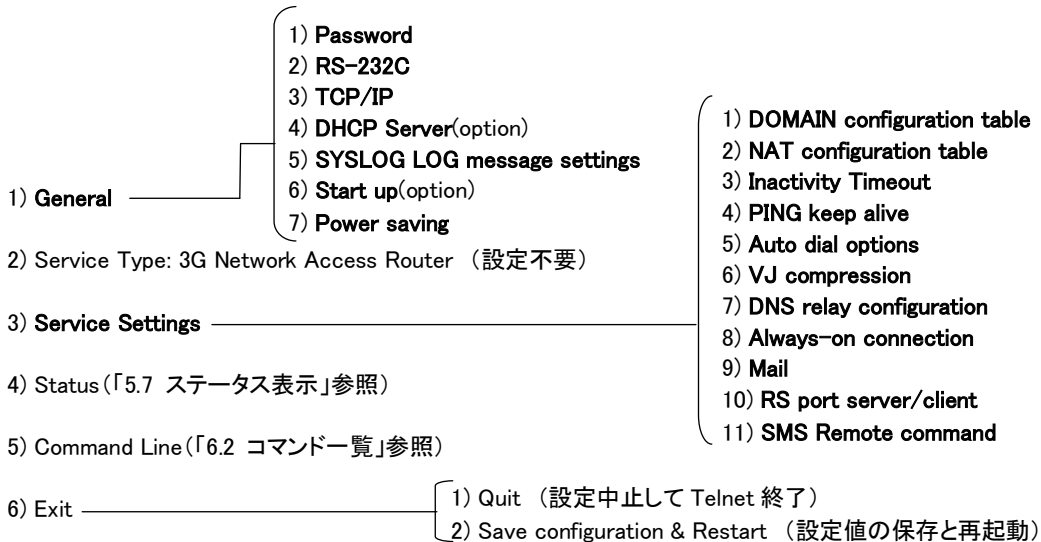 1) General
1) Password
2) RS-232C
3) TCP/IP
4) DHCP Server(option)
5) SYSLOG LOG message settings
6) Start up(option)
7) Power saving
2) Service Type: 3G Network Access Router （設定不要）
3) Service Settings
1) DOMAIN configuration table
2) NAT configuration table
3) Inactivity Timeout
4) PING keep alive
5) Auto dial options
6) VJ compression
7) DNS relay configuration
8) Always-on connection
9) Mail
10) RS port server/client
11) SMS Remote command
4) Status（「5.7 ステータス表示」参照）
5) Command Line（「6.2 コマンド一覧」参照）
6) Exit
1) Quit （設定中止して Telnet 終了）
2) Save configuration & Restart （設定値の保存と再起動）